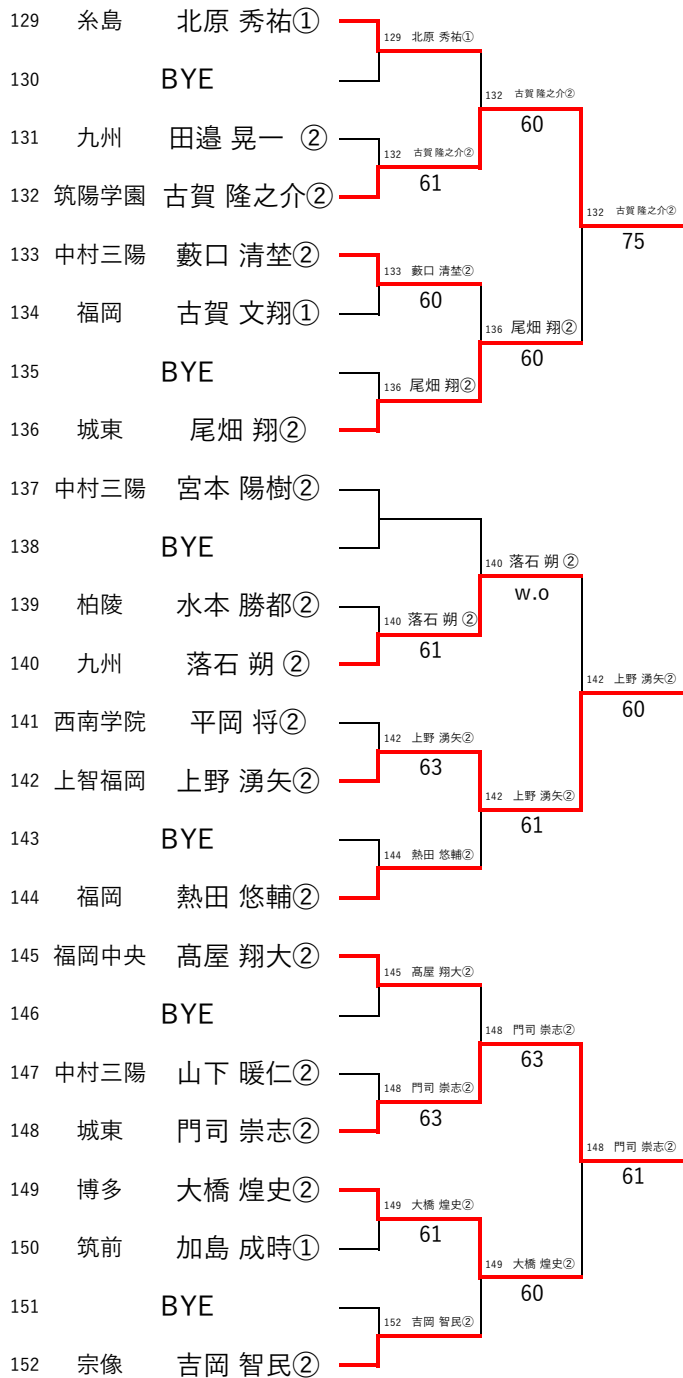 129 糸島 北原 秀祐①
129 北原 秀祐①
130 BYE
132 古賀 隆之介②
60
131 九州 田邉 晃一 ②
132 古賀 隆之介②
61
132 筑陽学園 古賀 隆之介②
132 古賀 隆之介②
75
133 中村三陽 藪口 清埜②
133 藪口 清埜②
60
134 福岡 古賀 文翔①
136 尾畑 翔②
60
135 BYE
136 尾畑 翔②
136 城東 尾畑 翔②
137 中村三陽 宮本 陽樹②
138 BYE
140 落石 朔 ②
w.o
139 柏陵 水本 勝都②
140 落石 朔 ②
61
140 九州 落石 朔 ②
142 上野 湧矢②
60
141 西南学院 平岡 将②
142 上野 湧矢②
63
142 上智福岡 上野 湧矢②
142 上野 湧矢②
61
143 BYE
144 熱田 悠輔②
144 福岡 熱田 悠輔②
145 福岡中央 髙屋 翔大②
145 髙屋 翔大②
146 BYE
148 門司 崇志②
63
147 中村三陽 山下 暖仁②
148 門司 崇志②
63
148 城東 門司 崇志②
148 門司 崇志②
61
149 博多 大橋 煌史②
149 大橋 煌史②
61
150 筑前 加島 成時①
149 大橋 煌史②
60
151 BYE
152 吉岡 智民②
152 宗像 吉岡 智民②